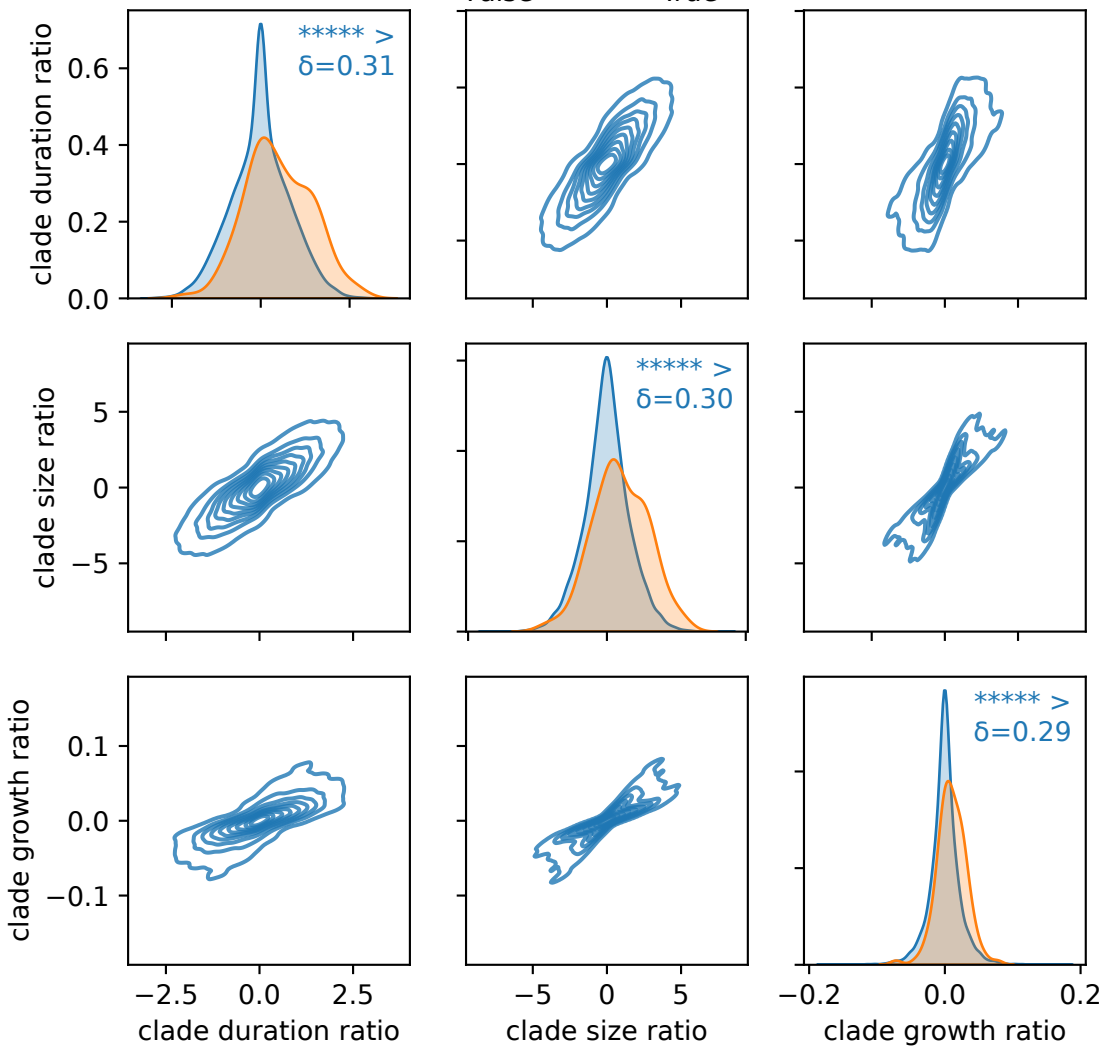 ***** >
δ=0.31
clade duration ratio
0.6
0.4
0.2
0.0
***** >
δ=0.30
clade size ratio
5
0
−5
***** >
δ=0.29
clade growth ratio
0.1
0.0
−0.1
−2.5 0.0 2.5
−5 0 5
−0.2 0.0 0.2
clade duration ratio
clade size ratio
clade growth ratio